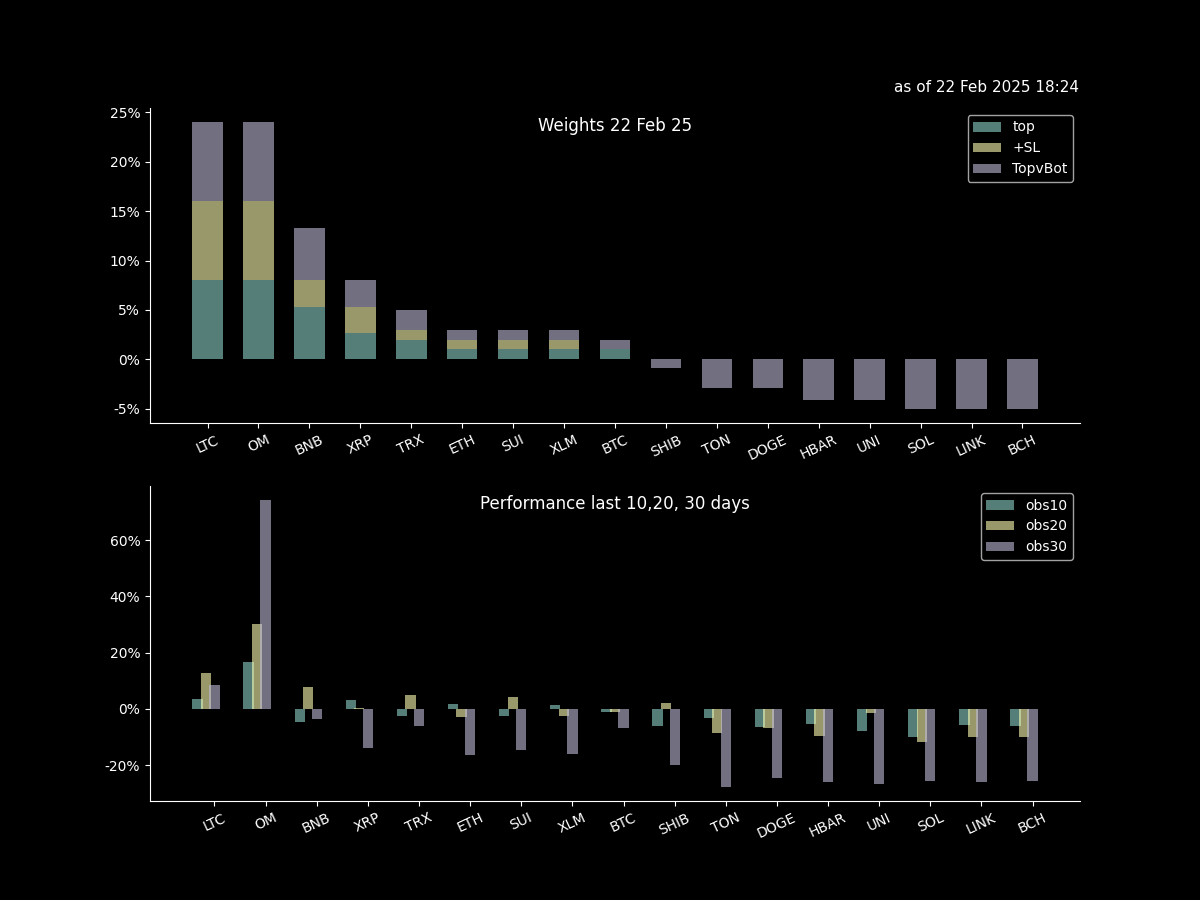 as of 22 Feb 2025 18:24
Weights 22 Feb 25
top
+SL
TopvBot
25%
20%
15%
10%
5%
0%
-5%
LTC OM BNB XRP TRX ETH SUI XLM BTC SHIB TON DOGE HBAR UNI SOL LINK BCH
Performance last 10,20, 30 days
obs10
obs20
obs30
60%
40%
20%
0%
-20%
LTC OM BNB XRP TRX ETH SUI XLM BTC SHIB TON DOGE HBAR UNI SOL LINK BCH